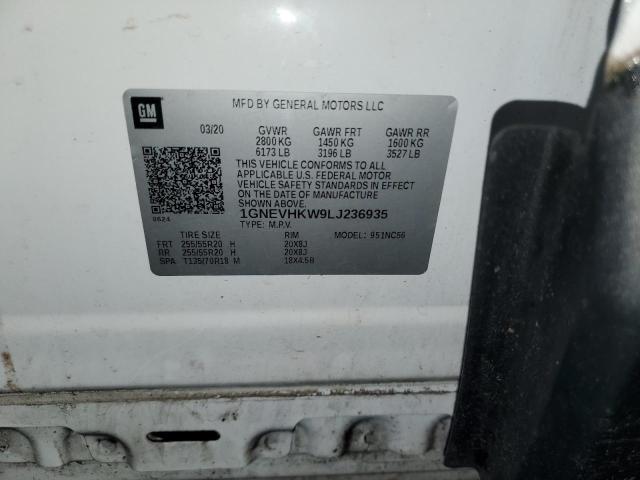 GM
MFD BY GENERAL MOTORS LLC
03/20 GVWR GAWR FRT GAWR RR
2800 KG 1450 KG 1600 KG
6173 LB 3196 LB 3527 LB
THIS VEHICLE CONFORMS TO ALL
APPLICABLE U.S. FEDERAL MOTOR
VEHICLE SAFETY STANDARDS IN EFFECT
ON THE DATE OF MANUFACTURE
SHOWN ABOVE.
1GNEVHKW9LJ236935
0624 TYPE: M.P.V.
TIRE SIZE RIM MODEL: 951NC56
FRT 255/55R20 H 20X8J
RR 255/55R20 H 20X8J
SPA T135/70R18 M 18X4.5B